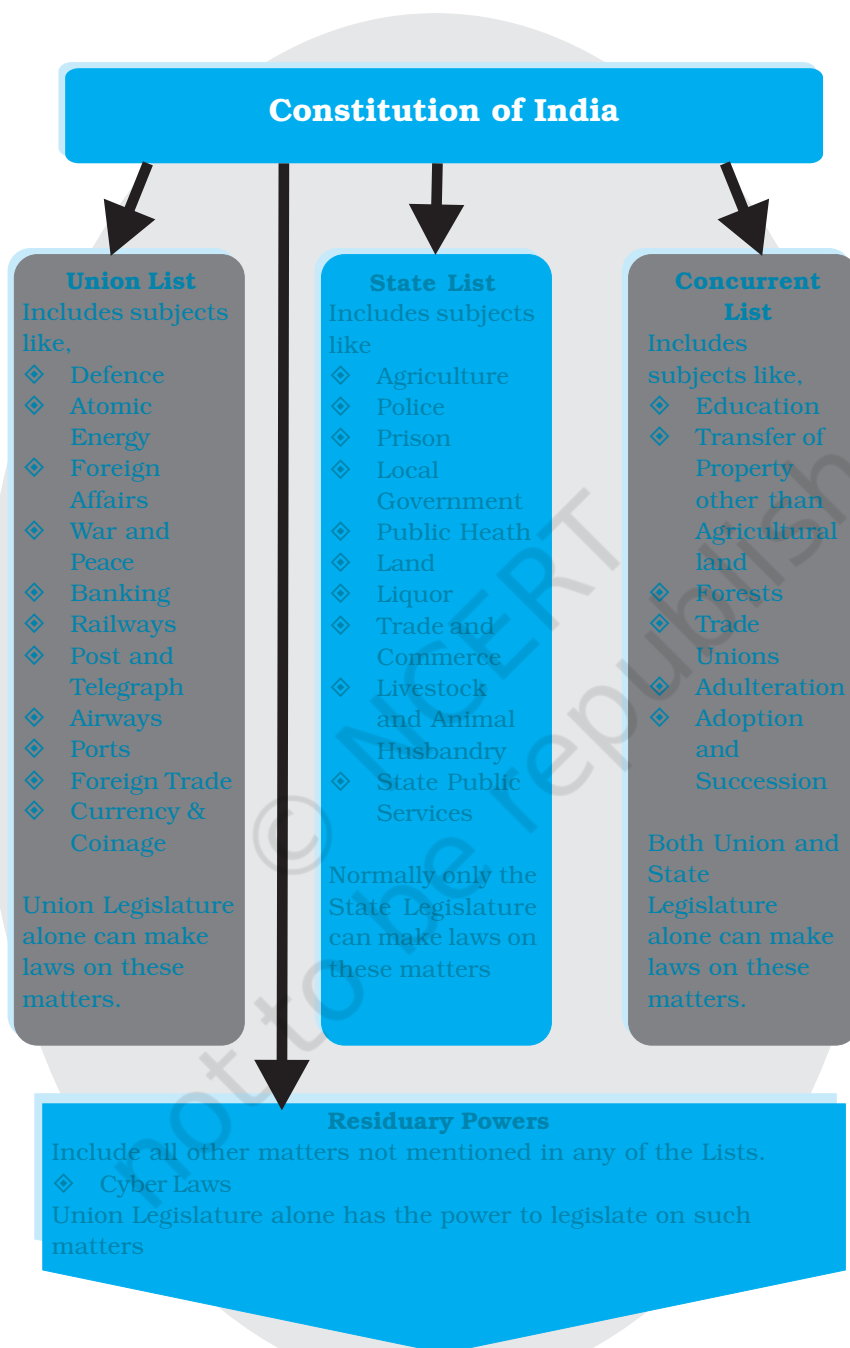 Constitution of India
Union List
Includes subjects
like,
Defence
Atomic
Energy
Foreign
Affairs
War and
Peace
Banking
Railways
Post and
Telegraph
Airways
Ports
Foreign Trade
Currency &
Coinage
Union Legislature
alone can make
laws on these
matters.
State List
Includes subjects
like
Agriculture
Police
Prison
Local
Government
Public Heath
Land
Liquor
Trade and
Commerce
Livestock
and Animal
Husbandry
State Public
Services
Normally only the
State Legislature
can make laws on
these matters
Concurrent
List
Includes
subjects like,
Education
Transfer of
Property
other than
Agricultural
land
Forests
Trade
Unions
Adulteration
Adoption
and
Succession
Both Union and
State
Legislature
alone can make
laws on these
matters.
Residuary Powers
Include all other matters not mentioned in any of the Lists.
Cyber Laws
Union Legislature alone has the power to legislate on such
matters
© NCERT
not to be republish